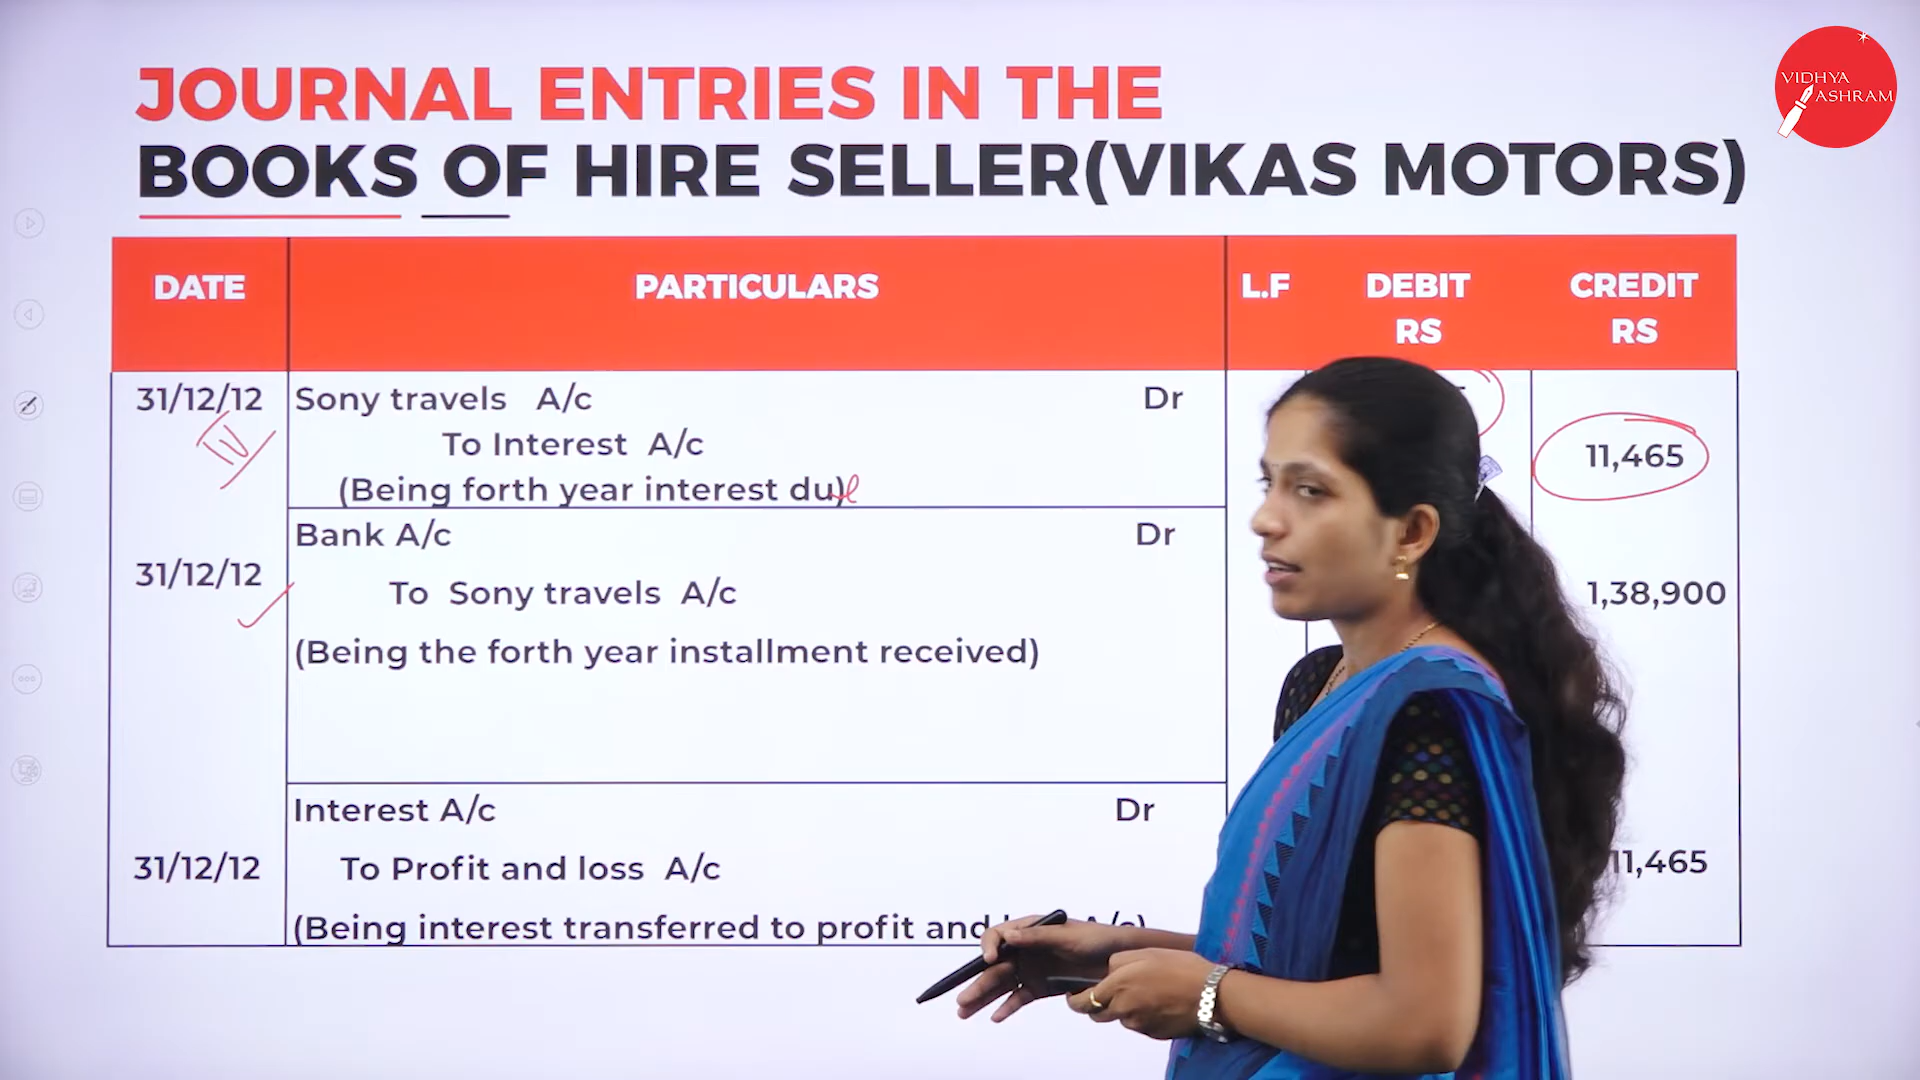 VIDHYA
ASHRAM
JOURNAL ENTRIES IN THE
BOOKS OF HIRE SELLER(VIKAS MOTORS)
DATE PARTICULARS L.F DEBIT RS CREDIT RS
31/12/12 Sony travels A/c Dr
IV To Interest A/c 11,465
(Being forth year interest du)e
Bank A/c Dr
31/12/12 To Sony travels A/c 1,38,900
(Being the forth year installment received)
Interest A/c Dr
31/12/12 To Profit and loss A/c 11,465
(Being interest transferred to profit and A/c)